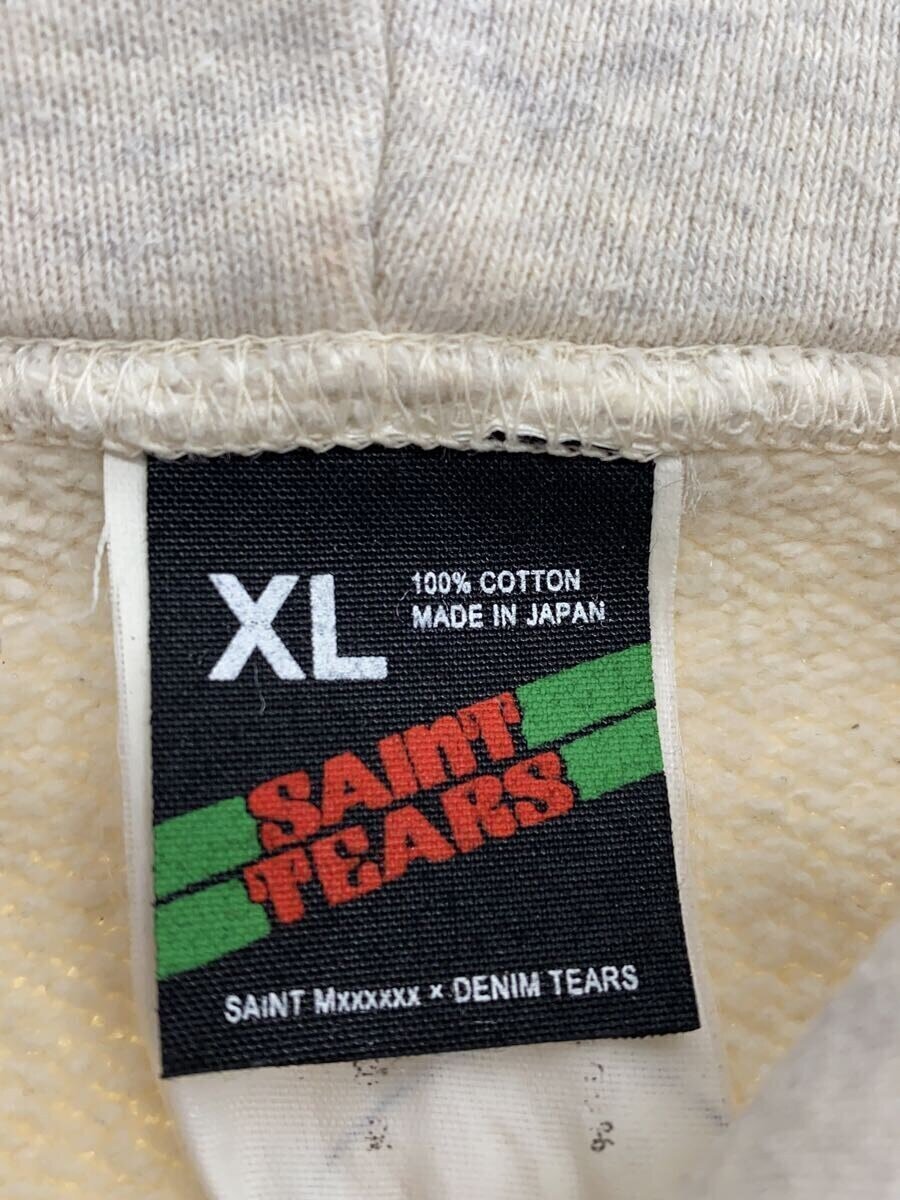 XL
100% COTTON
MADE IN JAPAN
SAINT
TEARS
SAINT Mxxxxxx × DENIM TEARS